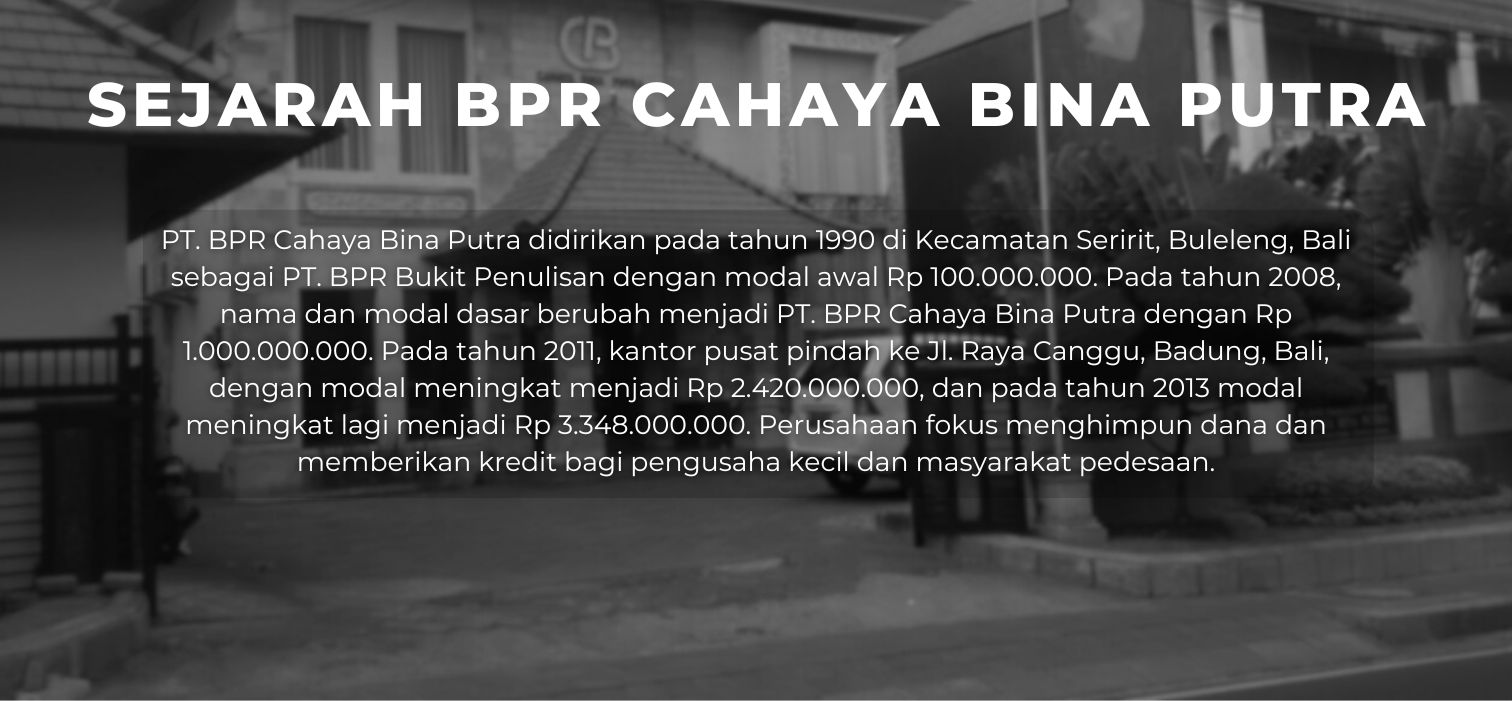 CB
SEJARAH BPR CAHAYA BINA PUTRA
PT. BPR Cahaya Bina Putra didirikan pada tahun 1990 di Kecamatan Seririt, Buleleng, Bali
sebagai PT. BPR Bukit Penulisan dengan modal awal Rp 100.000.000. Pada tahun 2008,
nama dan modal dasar berubah menjadi PT. BPR Cahaya Bina Putra dengan Rp
1.000.000.000. Pada tahun 2011, kantor pusat pindah ke Jl. Raya Canggu, Badung, Bali,
dengan modal meningkat menjadi Rp 2.420.000.000, dan pada tahun 2013 modal
meningkat lagi menjadi Rp 3.348.000.000. Perusahaan fokus menghimpun dana dan
memberikan kredit bagi pengusaha kecil dan masyarakat pedesaan.